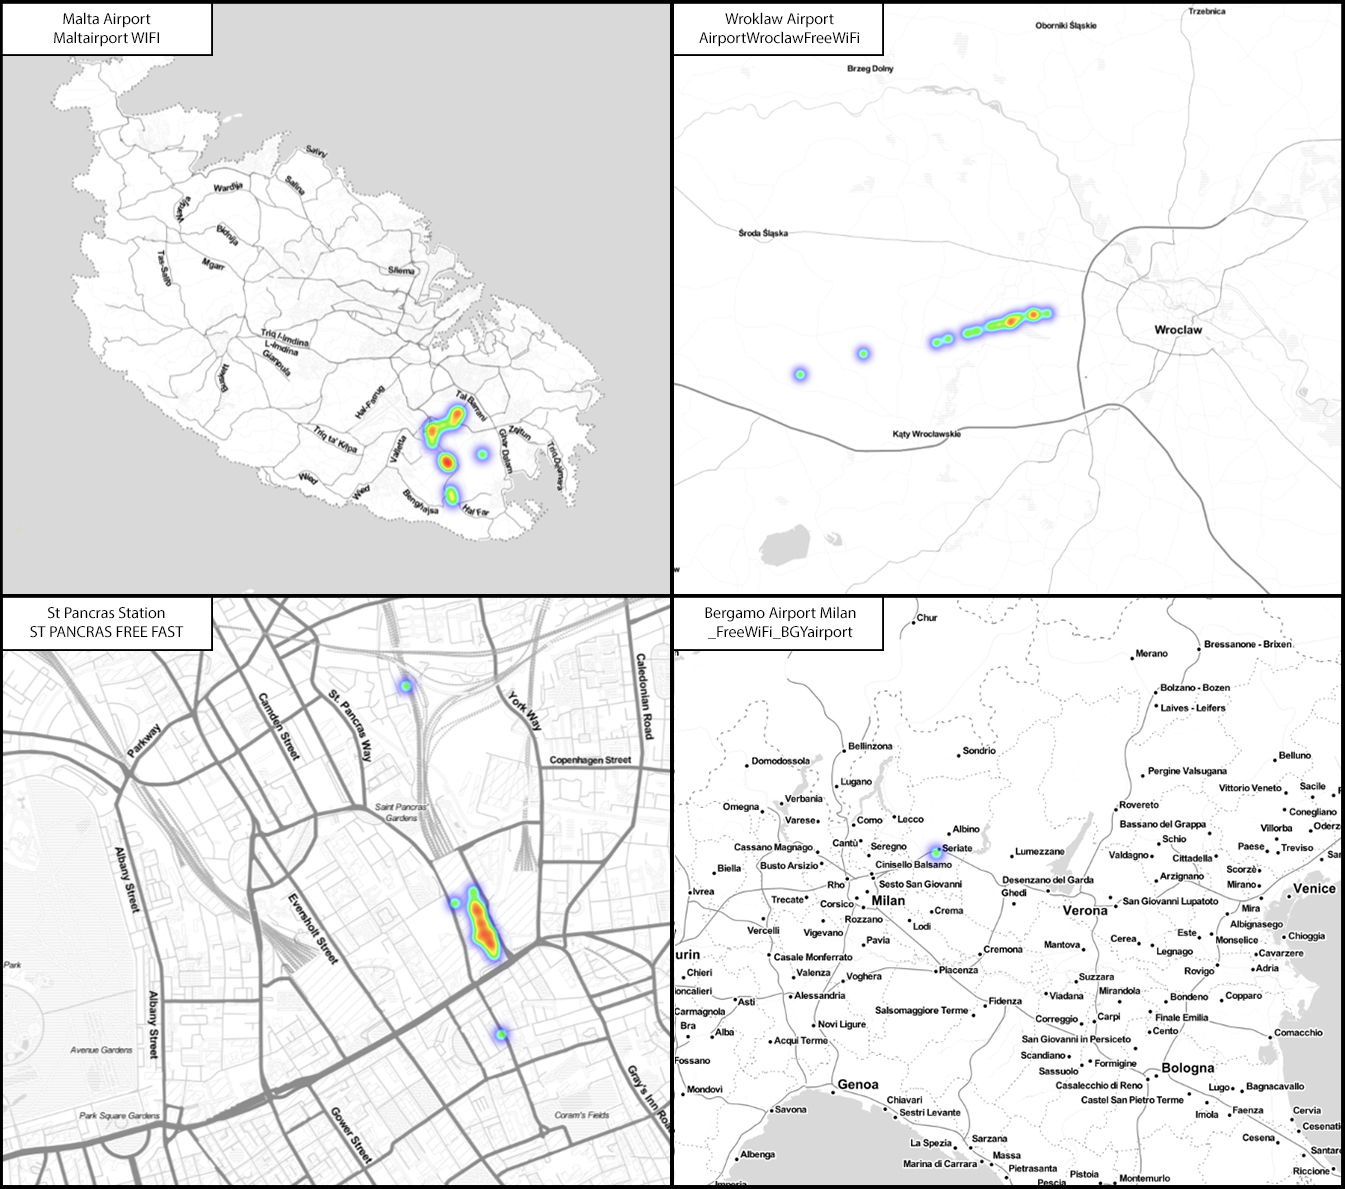 Malta Airport
Maltairport WIFI
Saliny
Salina
Wardija
Wardija
Bidnija
Mgarr
Tas-Salib
Sliema
Triq l-Imdina
L-Imdina
Gianpula
Buskett
Hal-Farrug
Tal-Barrani
Triq ta' Kirpa
Valletta
Zejtun
Ghar Dalam
Wied
Wied
Benghajsa
Hal Far
Wroklaw Airport
AirportWroclawFreeWiFi
Trzebnica
Oborniki Śląskie
Brzeg Dolny
Środa Śląska
Wroclaw
Kąty Wrocławskie
w
St Pancras Station
ST PANCRAS FREE FAST
Parkway
Camden Street
St. Pancras Way
York Way
Caledonian Road
Copenhagen Street
Saint Pancras'
Gardens
Albany Street
Eversholt Street
Park
Albany Street
Avenue Gardens
Park Square Gardens
Gower Street
Coram's Fields
Gray's Inn Road
Bergamo Airport Milan
_FreeWiFi_BGYairport
Chur
Merano
Bressanone - Brixen
Bolzano - Bozen
Laives - Leifers
Bellinzona
Sondrio
Domodossola
Belluno
Pergine Valsugana
Lugano
Vittorio Veneto
Sacile
Verbania
Omegna
Rovereto
Conegliano
Varese
Como
Lecco
Bassano del Grappa
Albino
Villorba
Oderz
Schio
Cantù
Seregno
Seriate
Cassano Magnago
Lumezzane
Valdagno
Cittadella
Paese
Treviso
San
Busto Arsizio
Cinisello Balsamo
Biella
Scorzè
Rho
Sesto San Giovanni
Desenzano del Garda
Arzignano
Mirano
Ivrea
Ghedi
Venice
Trecate
Corsico
Milan
San Giovanni Lupatoto
Verona
Mira
Crema
Rozzano
Lodi
Albignasego
Vercelli
Vigevano
Este
Chioggia
Pavia
Cremona
Mantova
Cerea
Monselice
Legnago
Cavarzere
urin
Casale Monferrato
Piacenza
Rovigo
Adria
Chieri
Valenza
Voghera
Suzzara
oncalieri
Asti
Alessandria
Viadana
Mirandola
Bondeno
Copparo
Carmagnola
Salsomaggiore Terme
Fidenza
Bra
Alba
Novi Ligure
Correggio
Carpi
Finale Emilia
Cento
Comacchio
Acqui Terme
San Giovanni in Persiceto
Fossano
Scandiano
Formigine
Sassuolo
Bologna
Mondovì
Genoa
Casalecchio di Reno
Lugo
Bagnacavallo
Savona
Chiavari
Castel San Pietro Terme
Sestri Levante
Imola
Faenza
Cervia
Cesenati
La Spezia
Sarzana
Cesena
Albenga
Marina di Carrara
Massa
Santarc
Pietrasanta
Pistoia
Montemurlo
Riccione
Imperia
Pescia